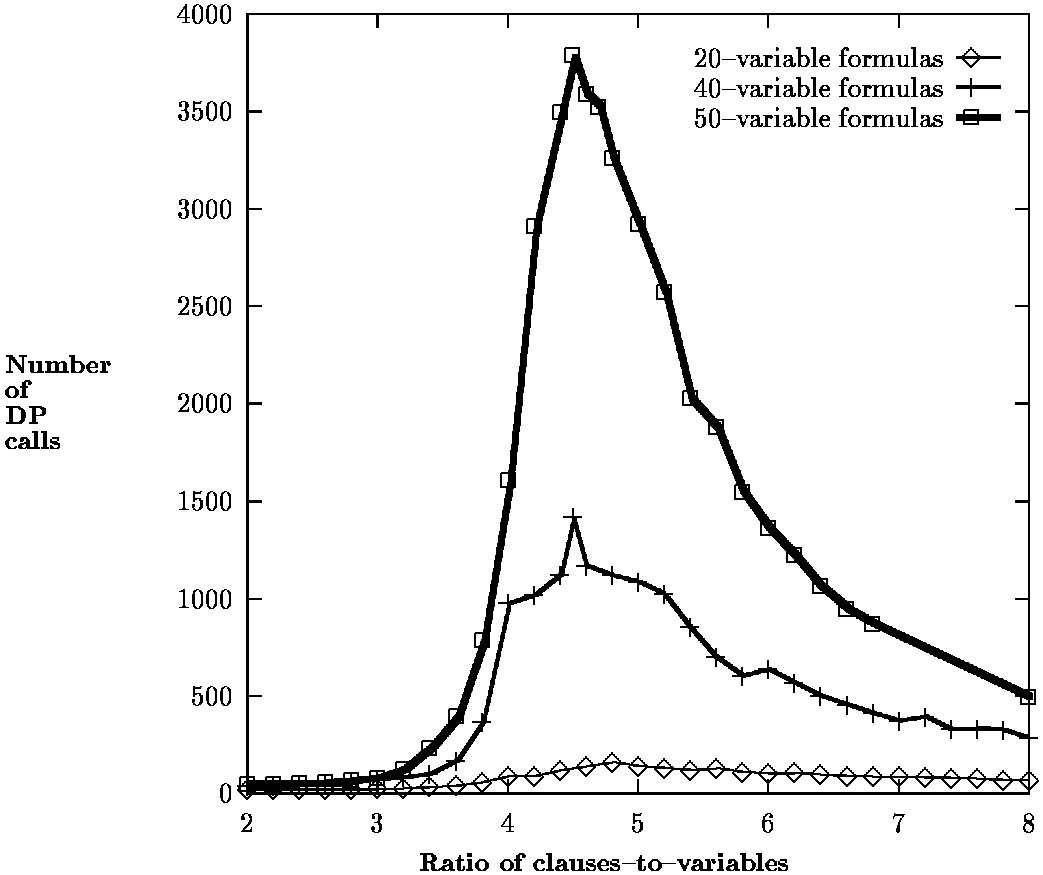 4000
3500
3000
2500
2000
1500
1000
500
0
20–variable formulas
40–variable formulas
50–variable formulas
Number
of
DP
calls
2 3 4 5 6 7 8
Ratio of clauses–to–variables